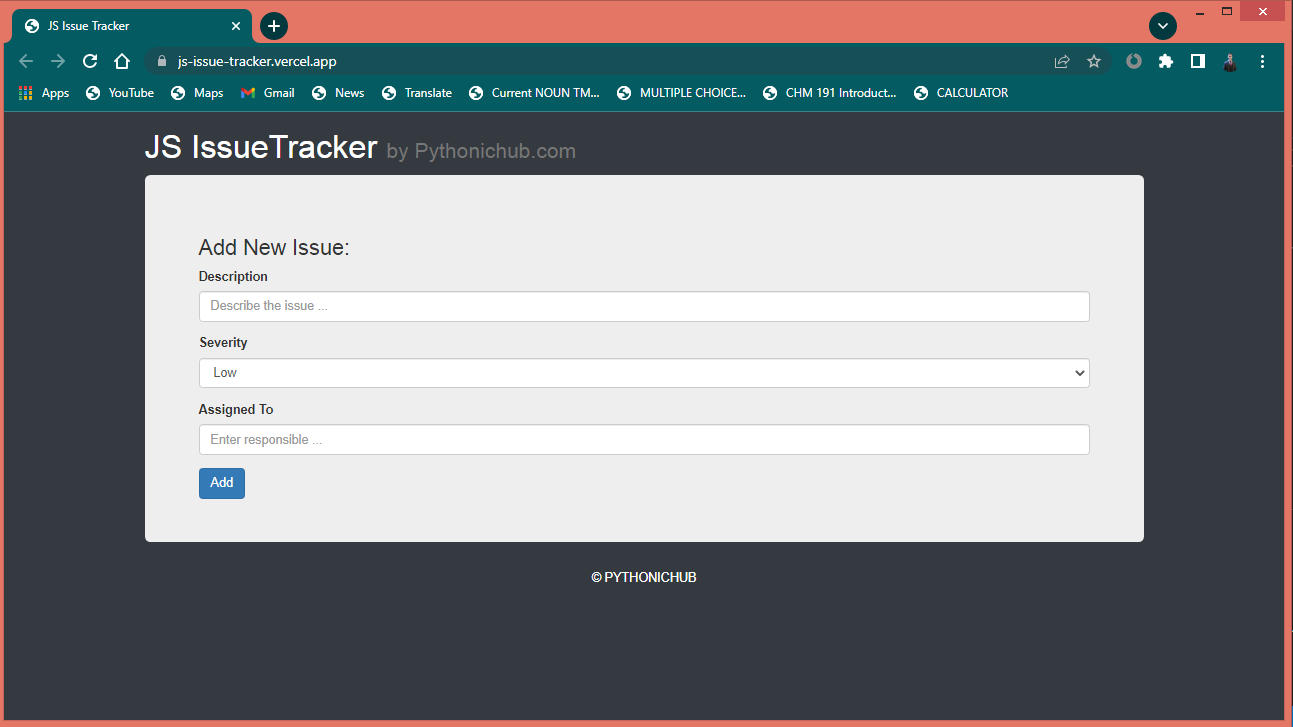 JS Issue Tracker
js-issue-tracker.vercel.app
Apps YouTube Maps Gmail News Translate Current NOUN TM... MULTIPLE CHOICE... CHM 191 Introduct... CALCULATOR
JS IssueTracker by Pythonichub.com
Add New Issue:
Description
Describe the issue ...
Severity
Low
Assigned To
Enter responsible ...
Add
© PYTHONICHUB